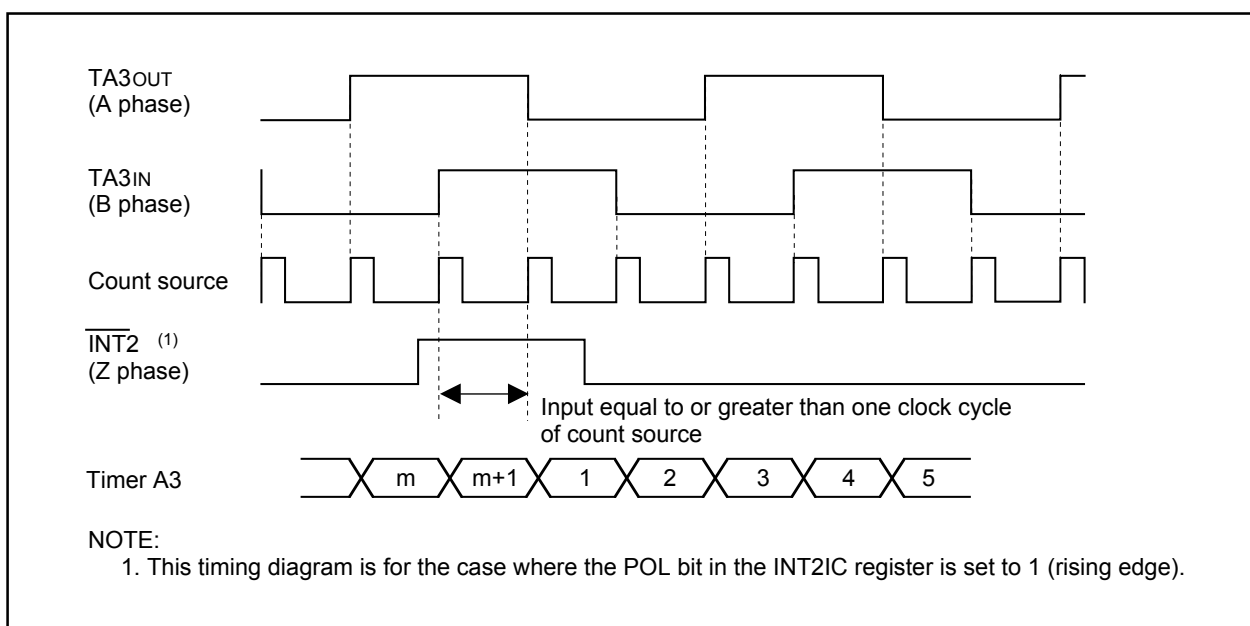 TA3OUT
(A phase)
TA3IN
(B phase)
Count source
INT2 (1)
(Z phase)
Input equal to or greater than one clock cycle
of count source
Timer A3
m m+1 1 2 3 4 5
NOTE:
1. This timing diagram is for the case where the POL bit in the INT2IC register is set to 1 (rising edge).